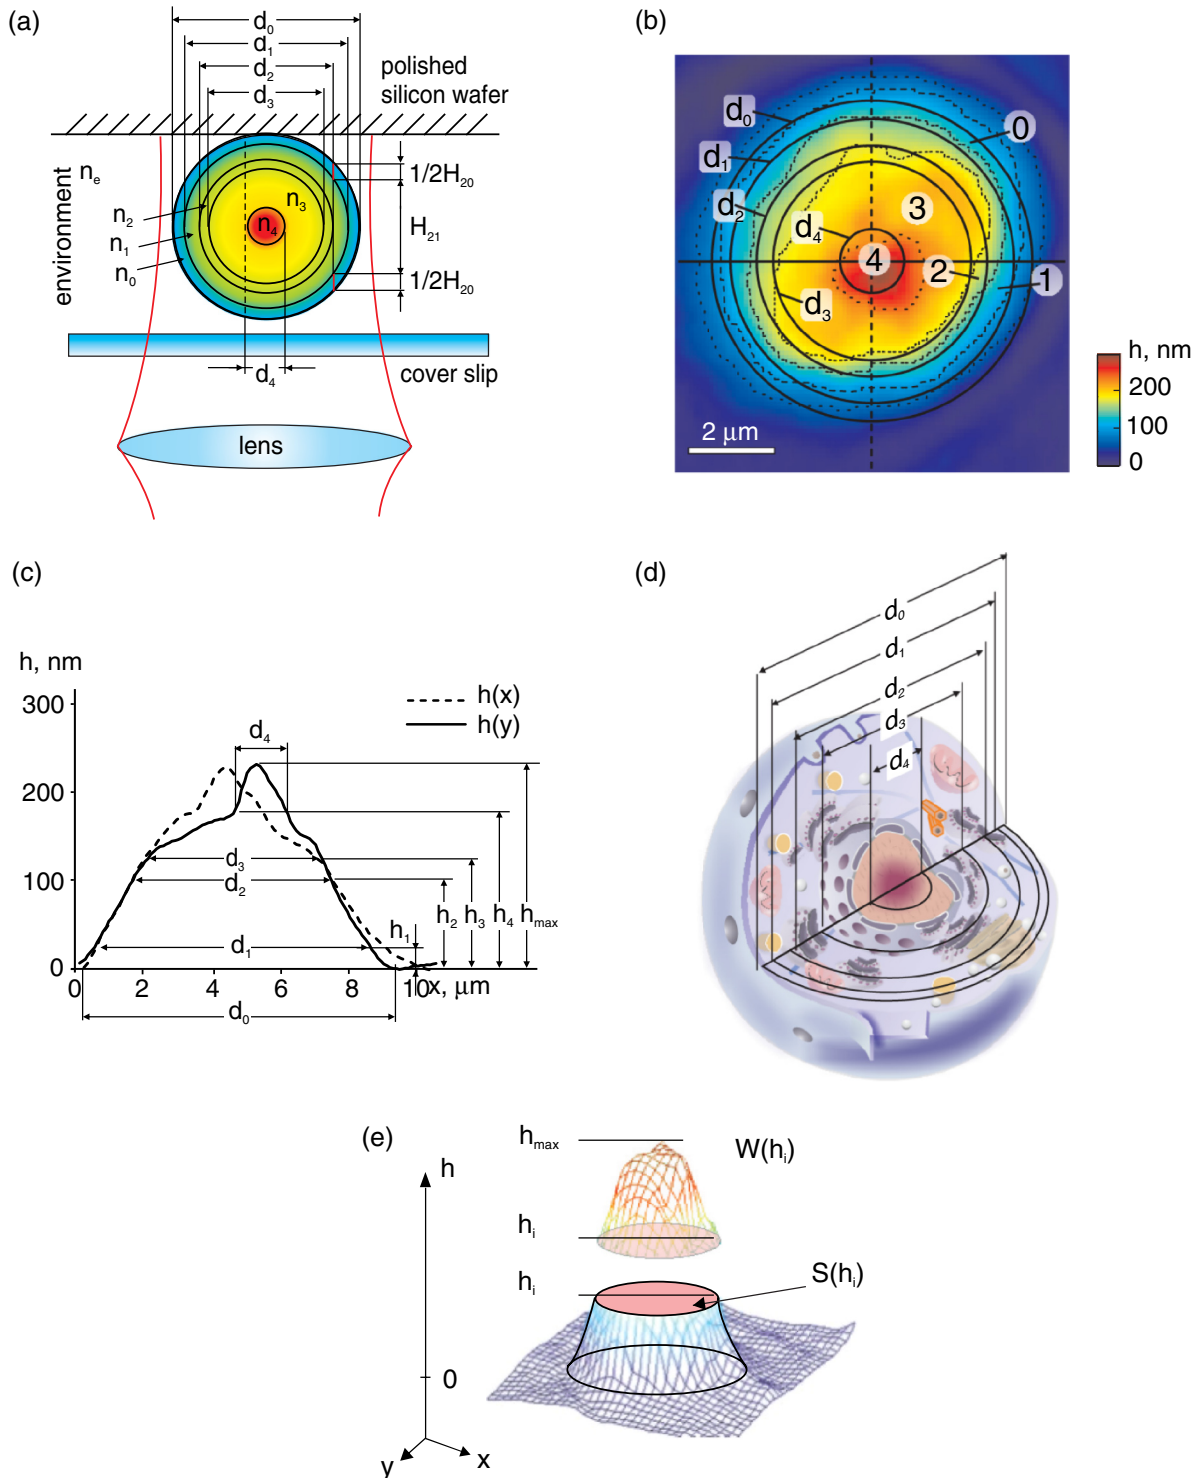 (a)
d₀
d₁
d₂
d₃
polished
silicon wafer
environment
nₑ
n₂
n₁
n₀
n₃
n₄
1/2H₂₀
H₂₁
1/2H₂₀
cover slip
d₄
lens
(b)
d₀
d₁
d₂
d₄
d₃
0
3
4
2
1
2 μm
h, nm
200
100
0
(c)
h, nm
300
200
100
0
h(x)
h(y)
d₄
d₃
d₂
d₁
h₁
h₂
h₃
h₄
hₘₐₓ
0
2
4
6
8
10
x, μm
d₀
(d)
d₀
d₁
d₂
d₃
d₄
(e)
h
hₘₐₓ
W(hᵢ)
hᵢ
hᵢ
S(hᵢ)
0
y
x